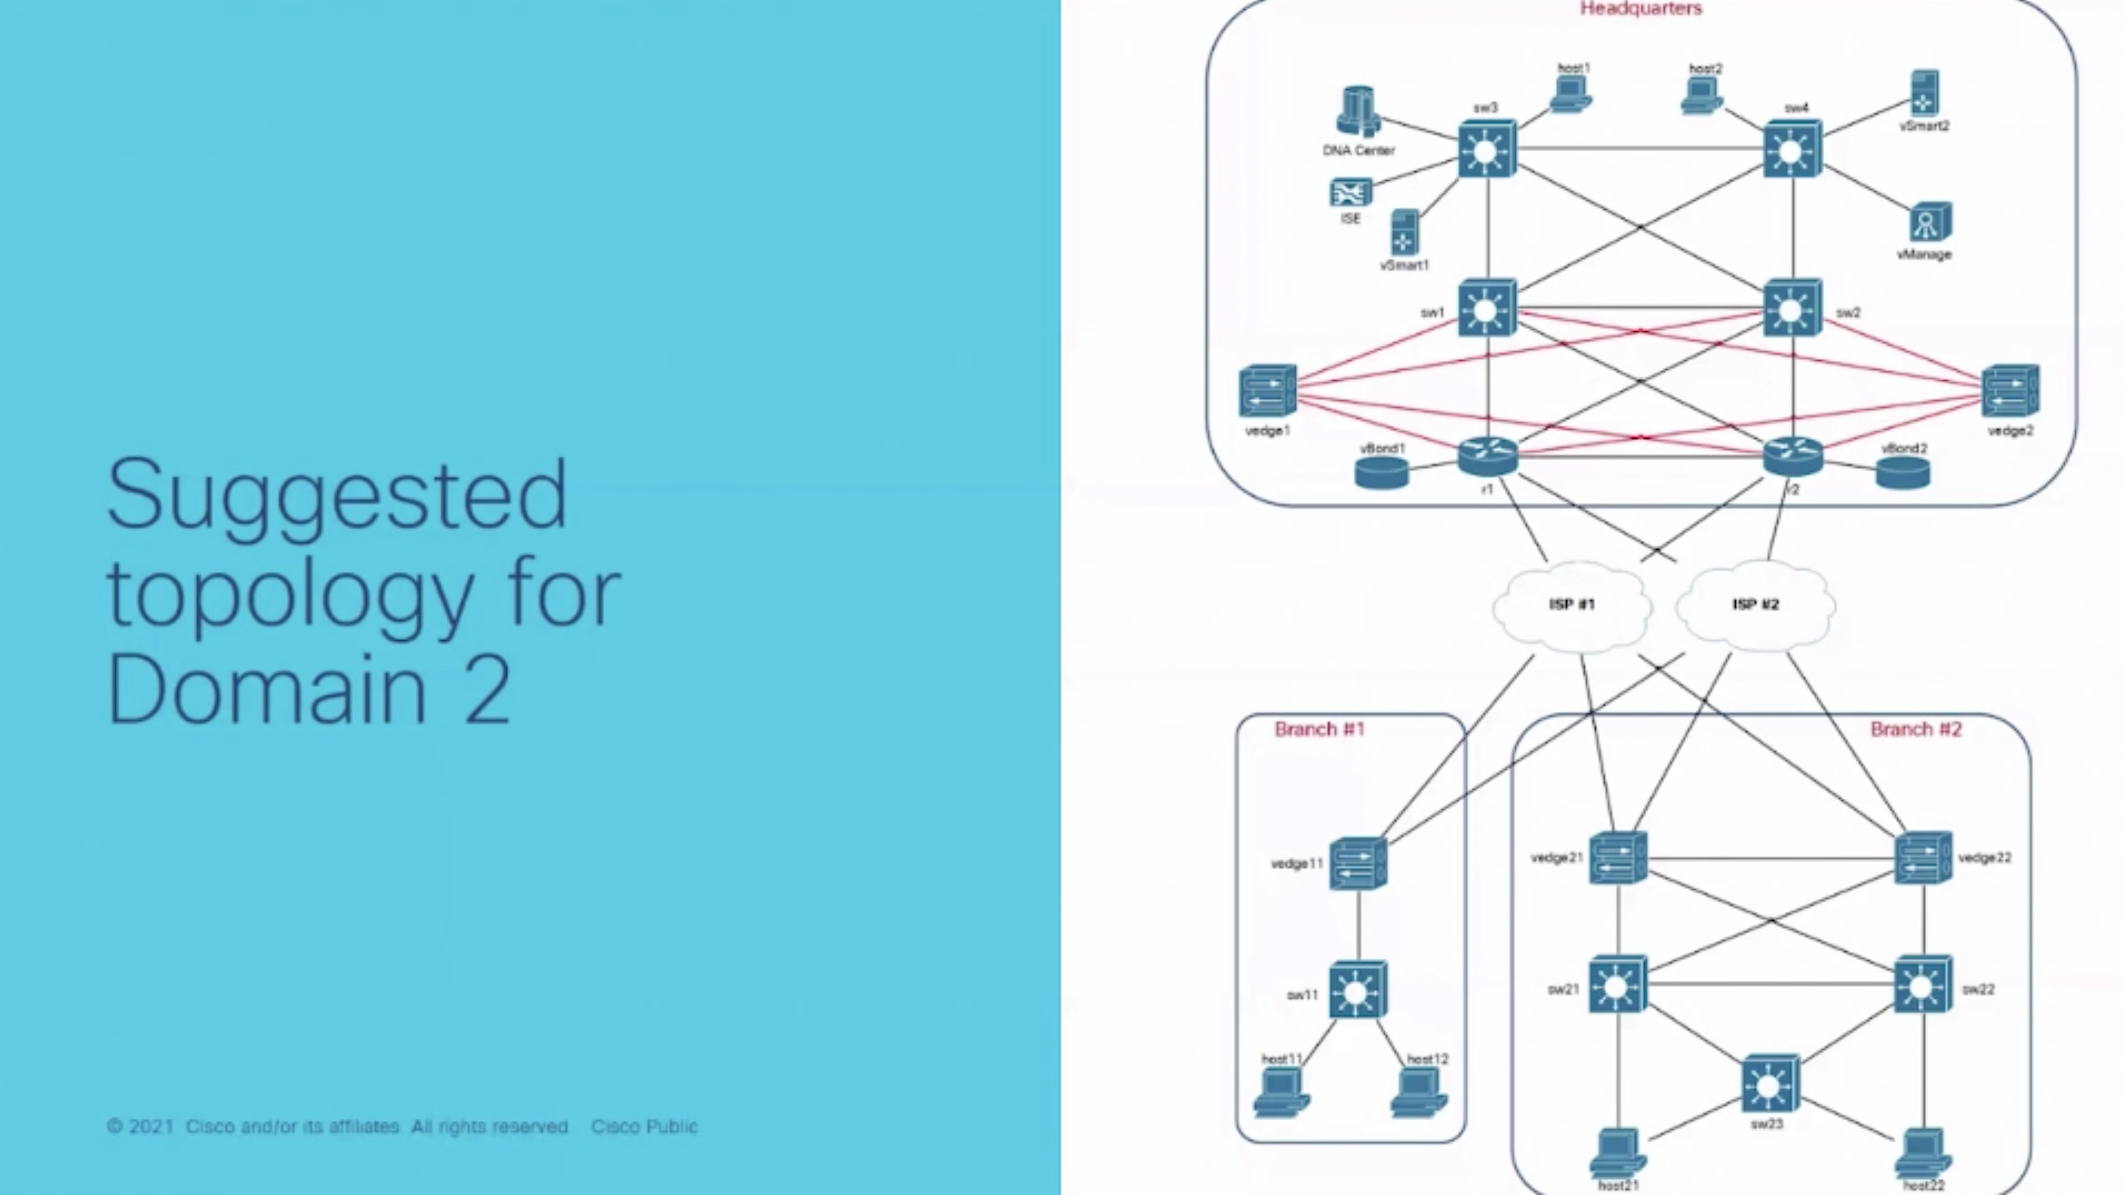 Suggested
topology for
Domain 2
© 2021 Cisco and/or its affiliates. All rights reserved. Cisco Public
Headquarters
host1
host2
sw3
sw4
vSmart2
DNA Center
ISE
vSmart1
vManage
sw1
sw2
vedge1
vedge2
vBond1
vBond2
r1
r2
ISP #1
ISP #2
Branch #1
Branch #2
vedge11
vedge21
vedge22
sw11
sw21
sw22
host11
host12
sw23
host21
host22